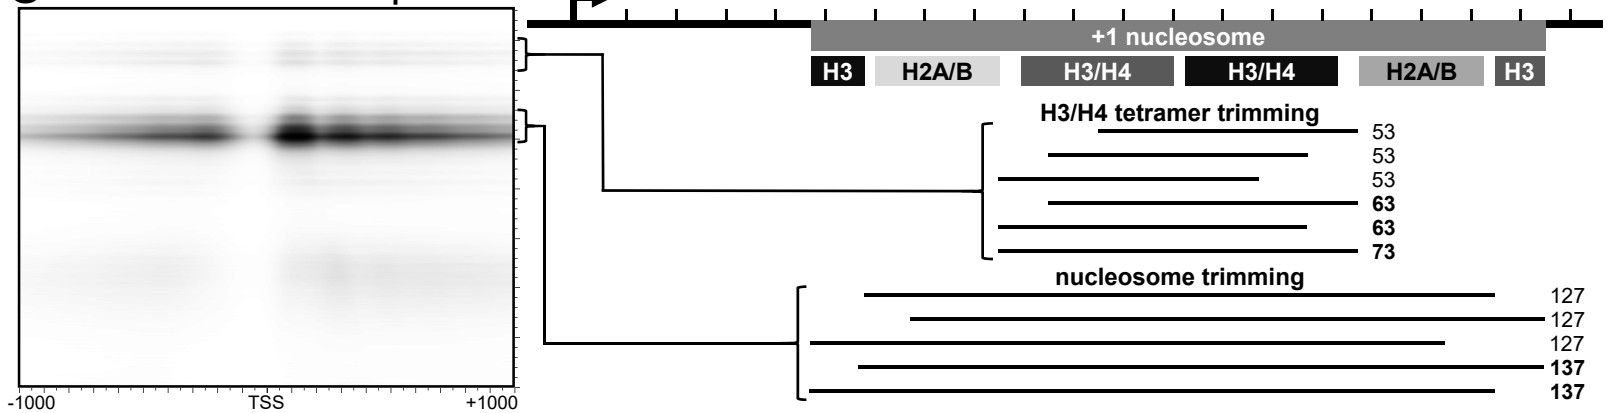 +1 nucleosome
H3 H2A/B H3/H4 H3/H4 H2A/B H3
H3/H4 tetramer trimming
53
53
53
63
63
73
nucleosome trimming
127
127
127
137
137
-1000 TSS +1000